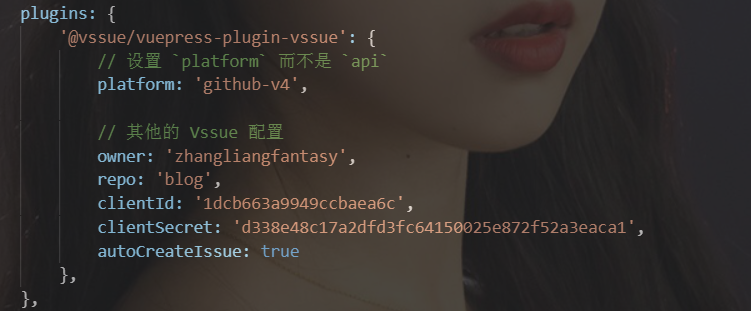 plugins: {
'@vssue/vuepress-plugin-vssue': {
// 设置 `platform` 而不是 `api`
platform: 'github-v4',
// 其他的 Vssue 配置
owner: 'zhangliangfantasy',
repo: 'blog',
clientId: '1dcb663a9949ccbaea6c',
clientSecret: 'd338e48c17a2dfd3fc64150025e872f52a3eaca1',
autoCreateIssue: true
},
},